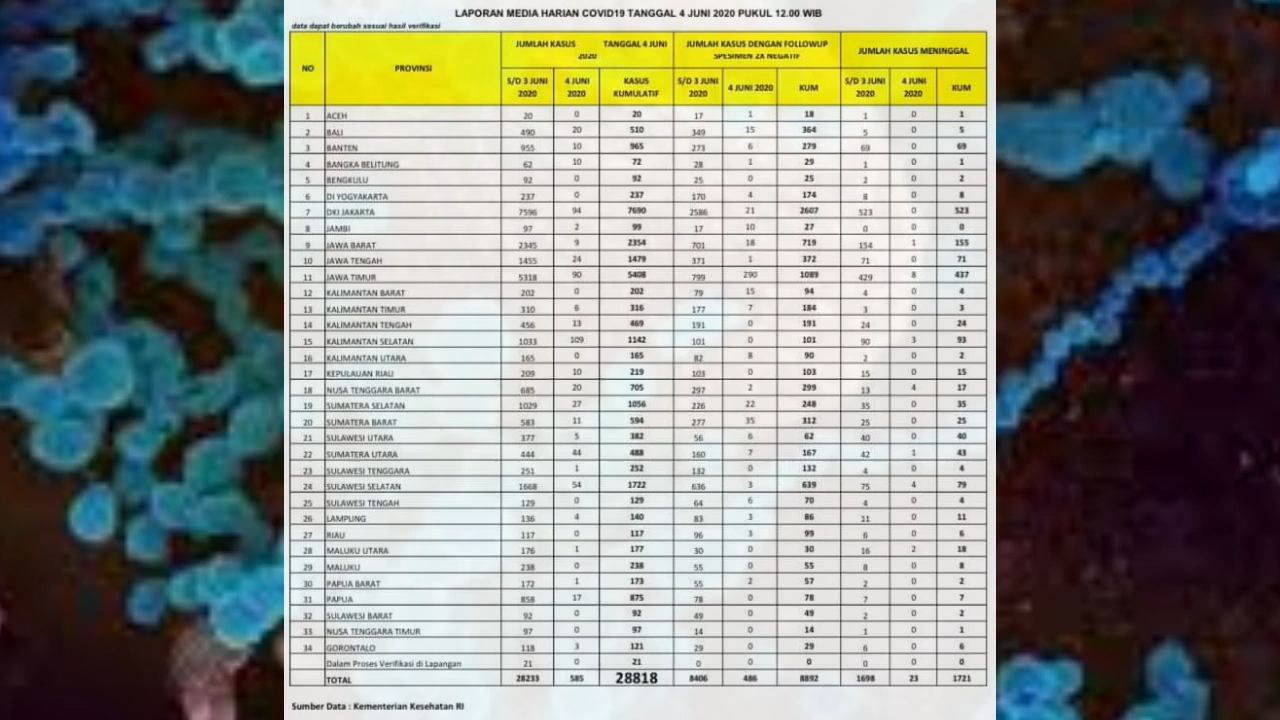 LAPORAN MEDIA HARIAN COVID19 TANGGAL 4 JUNI 2020 PUKUL 12.00 WIB
data dapat berubah sesuai hasil verifikasi
NO PROVINSI JUMLAH KASUS TANGGAL 4 JUNI 2020 JUMLAH KASUS DENGAN FOLLOWUP SPESIMEN 2X NEGATIF JUMLAH KASUS MENINGGAL
S/D 3 JUNI 2020 4 JUNI 2020 KASUS KUMULATIF S/D 3 JUNI 2020 4 JUNI 2020 KUM S/D 3 JUNI 2020 4 JUNI 2020 KUM
1 ACEH 20 0 20 17 1 18 1 0 1
2 BALI 490 20 510 349 15 364 5 0 5
3 BANTEN 955 10 965 273 6 279 69 0 69
4 BANGKA BELITUNG 62 10 72 28 1 29 1 0 1
5 BENGKULU 92 0 92 25 0 25 2 0 2
6 DI YOGYAKARTA 237 0 237 170 4 174 8 0 8
7 DKI JAKARTA 7596 94 7690 2586 21 2607 523 0 523
8 JAMBI 97 2 99 17 10 27 0 0 0
9 JAWA BARAT 2345 9 2354 701 18 719 154 1 155
10 JAWA TENGAH 1455 24 1479 371 1 372 71 0 71
11 JAWA TIMUR 5318 90 5408 799 290 1089 429 8 437
12 KALIMANTAN BARAT 202 0 202 79 15 94 4 0 4
13 KALIMANTAN TIMUR 310 6 316 177 7 184 3 0 3
14 KALIMANTAN TENGAH 456 13 469 191 0 191 24 0 24
15 KALIMANTAN SELATAN 1033 109 1142 101 0 101 90 3 93
16 KALIMANTAN UTARA 165 0 165 82 8 90 2 0 2
17 KEPULAUAN RIAU 209 10 219 103 0 103 15 0 15
18 NUSA TENGGARA BARAT 685 20 705 297 2 299 13 4 17
19 SUMATERA SELATAN 1029 27 1056 226 22 248 35 0 35
20 SUMATERA BARAT 583 11 594 277 35 312 25 0 25
21 SULAWESI UTARA 377 5 382 56 6 62 40 0 40
22 SUMATERA UTARA 444 44 488 160 7 167 42 1 43
23 SULAWESI TENGGARA 251 1 252 132 0 132 4 0 4
24 SULAWESI SELATAN 1668 54 1722 636 3 639 75 4 79
25 SULAWESI TENGAH 129 0 129 64 6 70 4 0 4
26 LAMPUNG 136 4 140 83 3 86 11 0 11
27 RIAU 117 0 117 96 3 99 6 0 6
28 MALUKU UTARA 176 1 177 30 0 30 16 2 18
29 MALUKU 238 0 238 55 0 55 8 0 8
30 PAPUA BARAT 172 1 173 55 2 57 2 0 2
31 PAPUA 858 17 875 78 0 78 7 0 7
32 SULAWESI BARAT 92 0 92 49 0 49 2 0 2
33 NUSA TENGGARA TIMUR 97 0 97 14 0 14 1 0 1
34 GORONTALO 118 3 121 29 0 29 6 0 6
Dalam Proses Verifikasi di Lapangan 21 0 21 0 0 0 0 0 0
TOTAL 28233 585 28818 8406 486 8892 1698 23 1721
Sumber Data : Kementerian Kesehatan RI